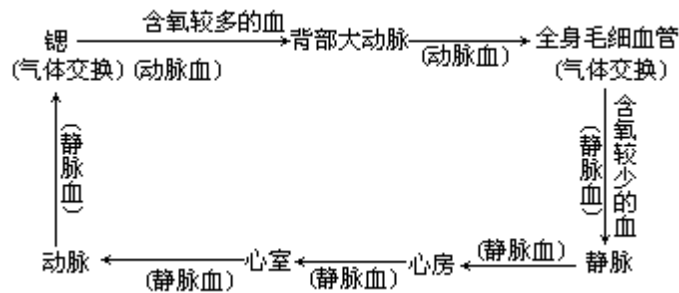 含氧较多的血
鳃 背部大动脉 全身毛细血管
(气体交换) (动脉血) (动脉血) (气体交换)
(静脉血)
(静脉血)
含氧较少的血
动脉 心室 心房 (静脉血) 静脉
(静脉血) (静脉血)